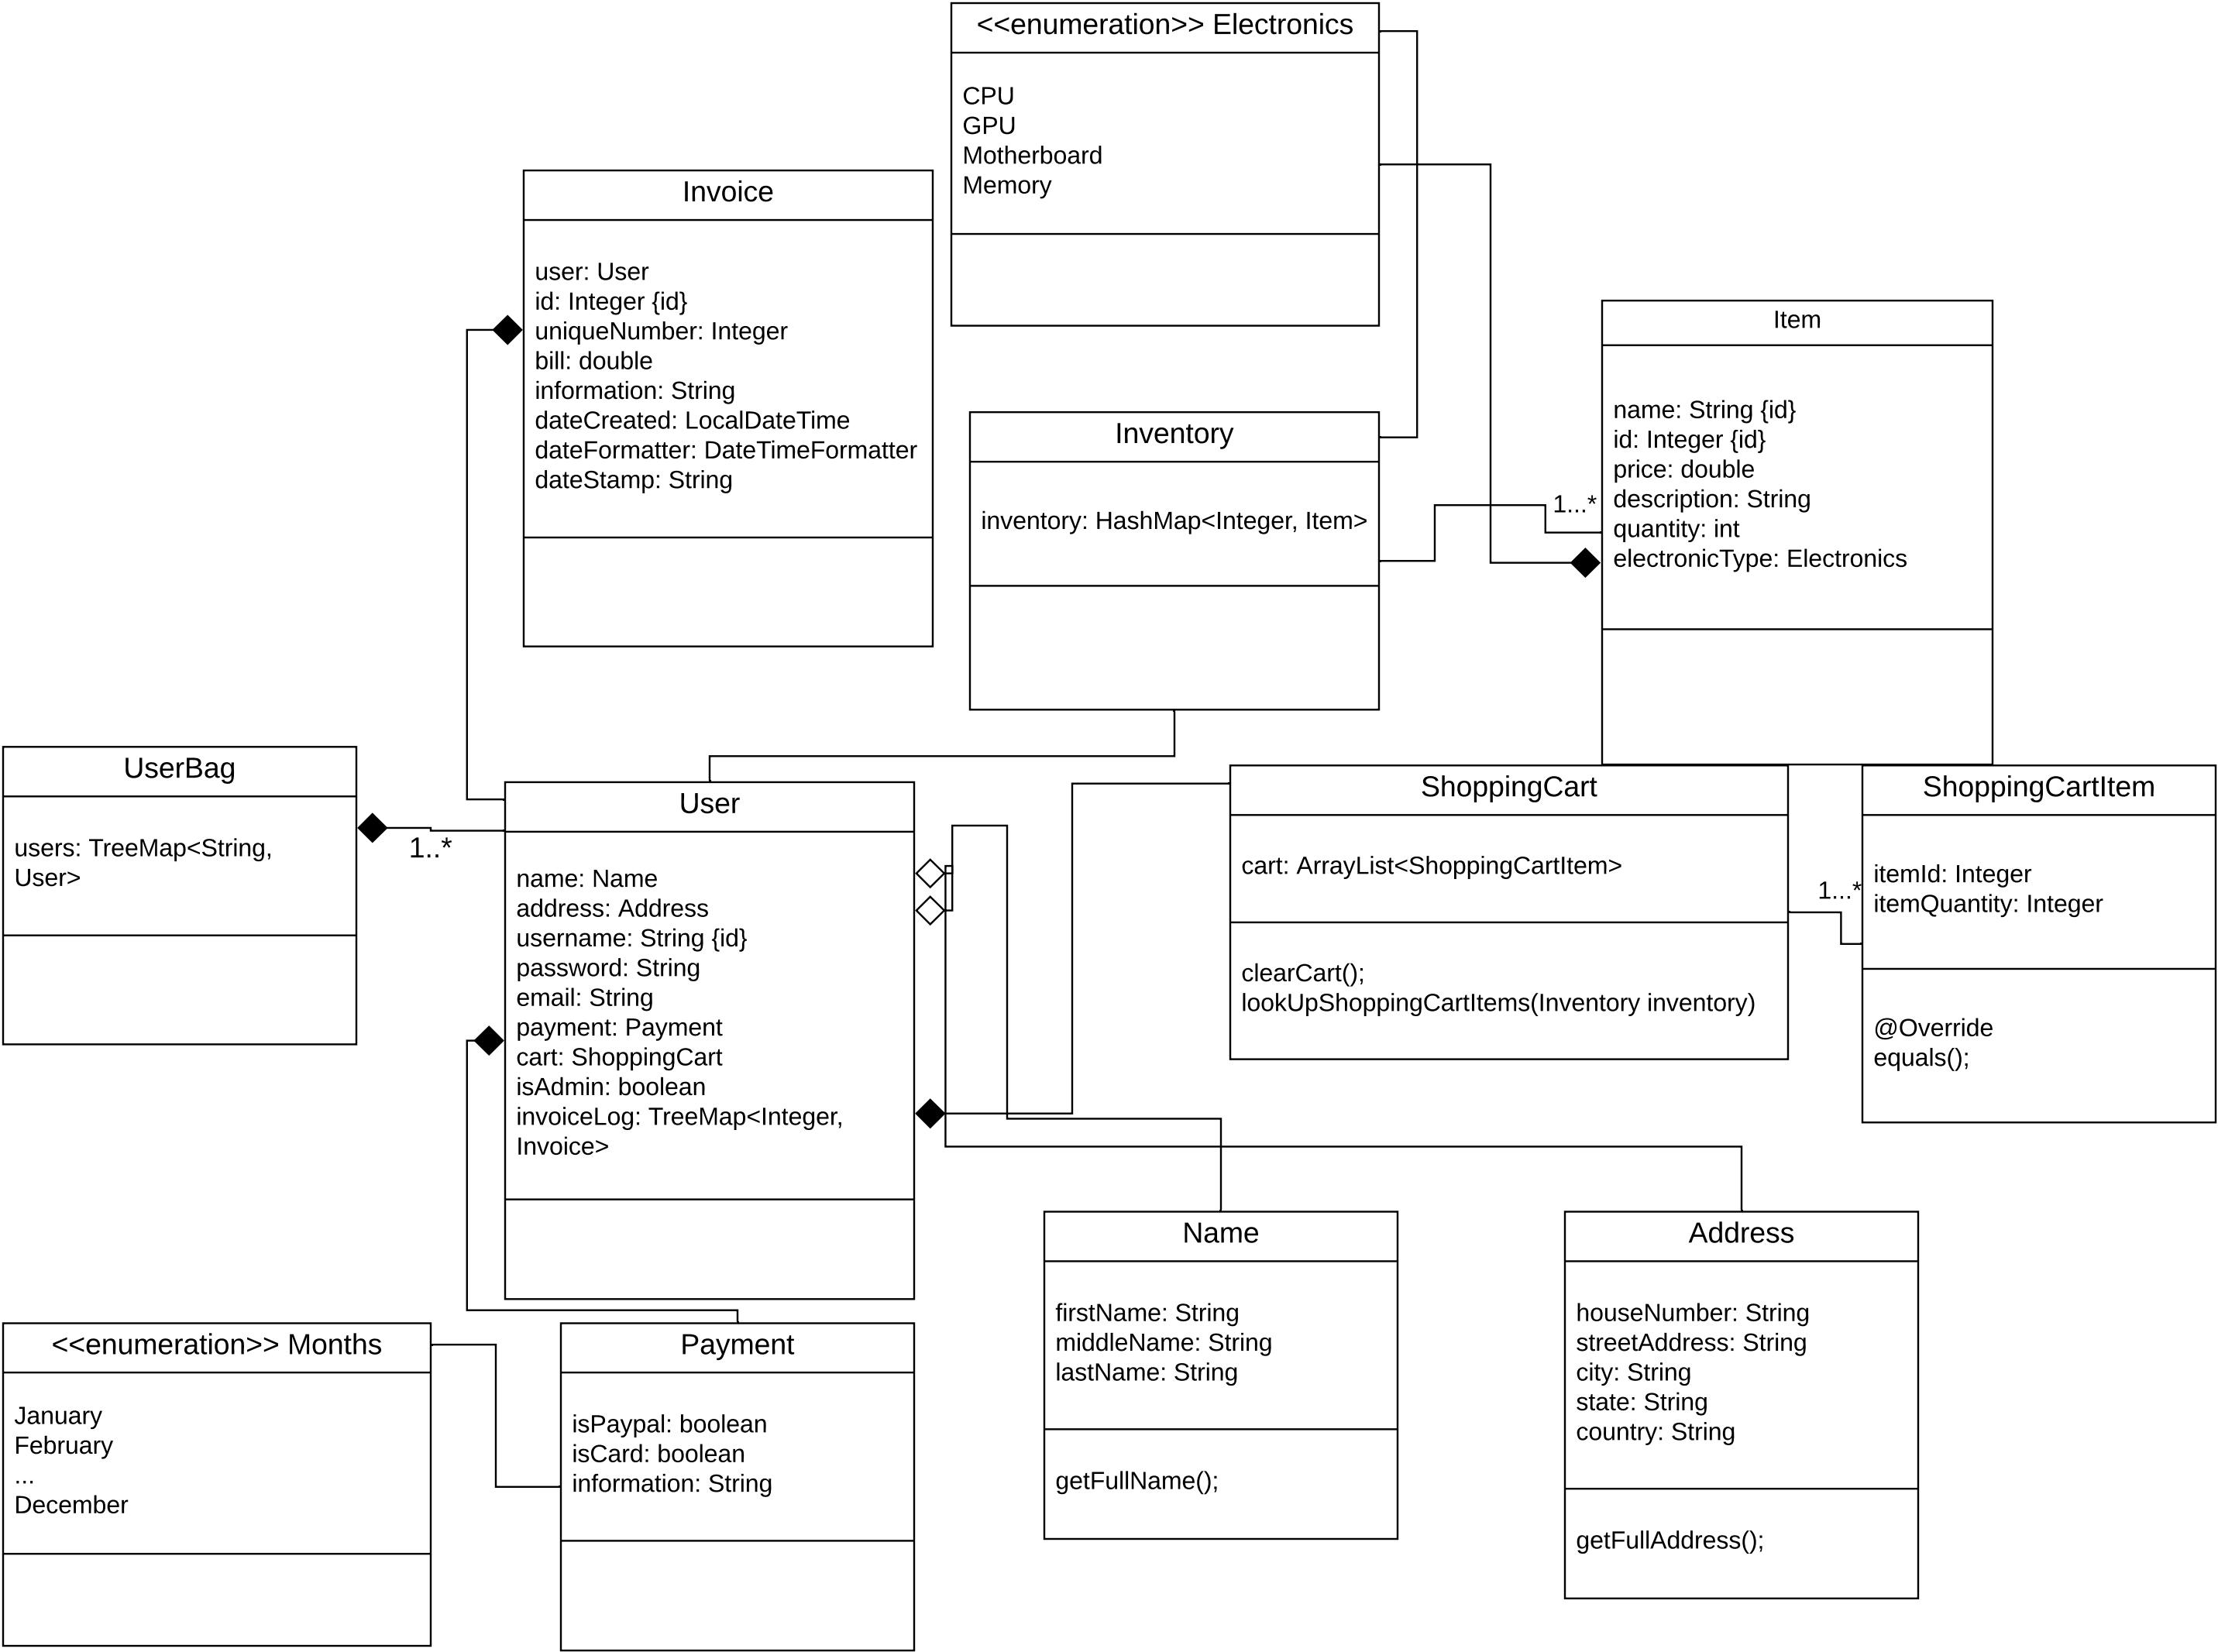 <<enumeration>> Electronics
CPU
GPU
Motherboard
Memory
Invoice
user: User
id: Integer {id}
uniqueNumber: Integer
bill: double
information: String
dateCreated: LocalDateTime
dateFormatter: DateTimeFormatter
dateStamp: String
Item
name: String {id}
id: Integer {id}
price: double
description: String
quantity: int
electronicType: Electronics
1...*
Inventory
inventory: HashMap<Integer, Item>
UserBag
users: TreeMap<String,
User>
1..*
User
name: Name
address: Address
username: String {id}
password: String
email: String
payment: Payment
cart: ShoppingCart
isAdmin: boolean
invoiceLog: TreeMap<Integer,
Invoice>
ShoppingCart
cart: ArrayList<ShoppingCartItem>
clearCart();
lookUpShoppingCartItems(Inventory inventory)
1...*
ShoppingCartItem
itemId: Integer
itemQuantity: Integer
@Override
equals();
<<enumeration>> Months
January
February
...
December
Payment
isPaypal: boolean
isCard: boolean
information: String
Name
firstName: String
middleName: String
lastName: String
getFullName();
Address
houseNumber: String
streetAddress: String
city: String
state: String
country: String
getFullAddress();